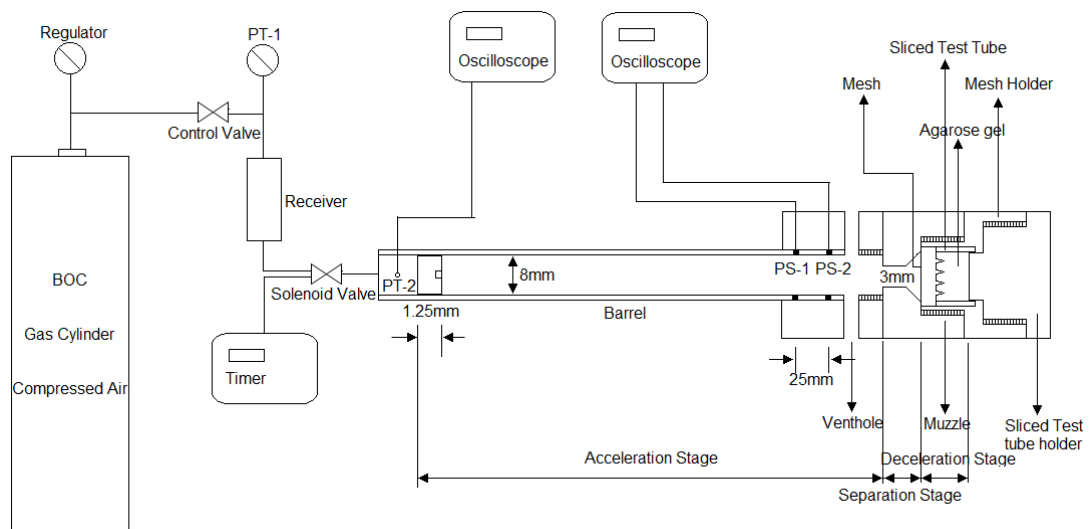 Regulator
PT-1
Oscilloscope
Oscilloscope
Sliced Test Tube
Mesh
Mesh Holder
Agarose gel
Control Valve
Receiver
BOC
Gas Cylinder
Compressed Air
Solenoid Valve
Timer
PT-2
8mm
1.25mm
Barrel
PS-1
PS-2
3mm
25mm
Venthole
Muzzle
Sliced Test
tube holder
Acceleration Stage
Deceleration Stage
Separation Stage